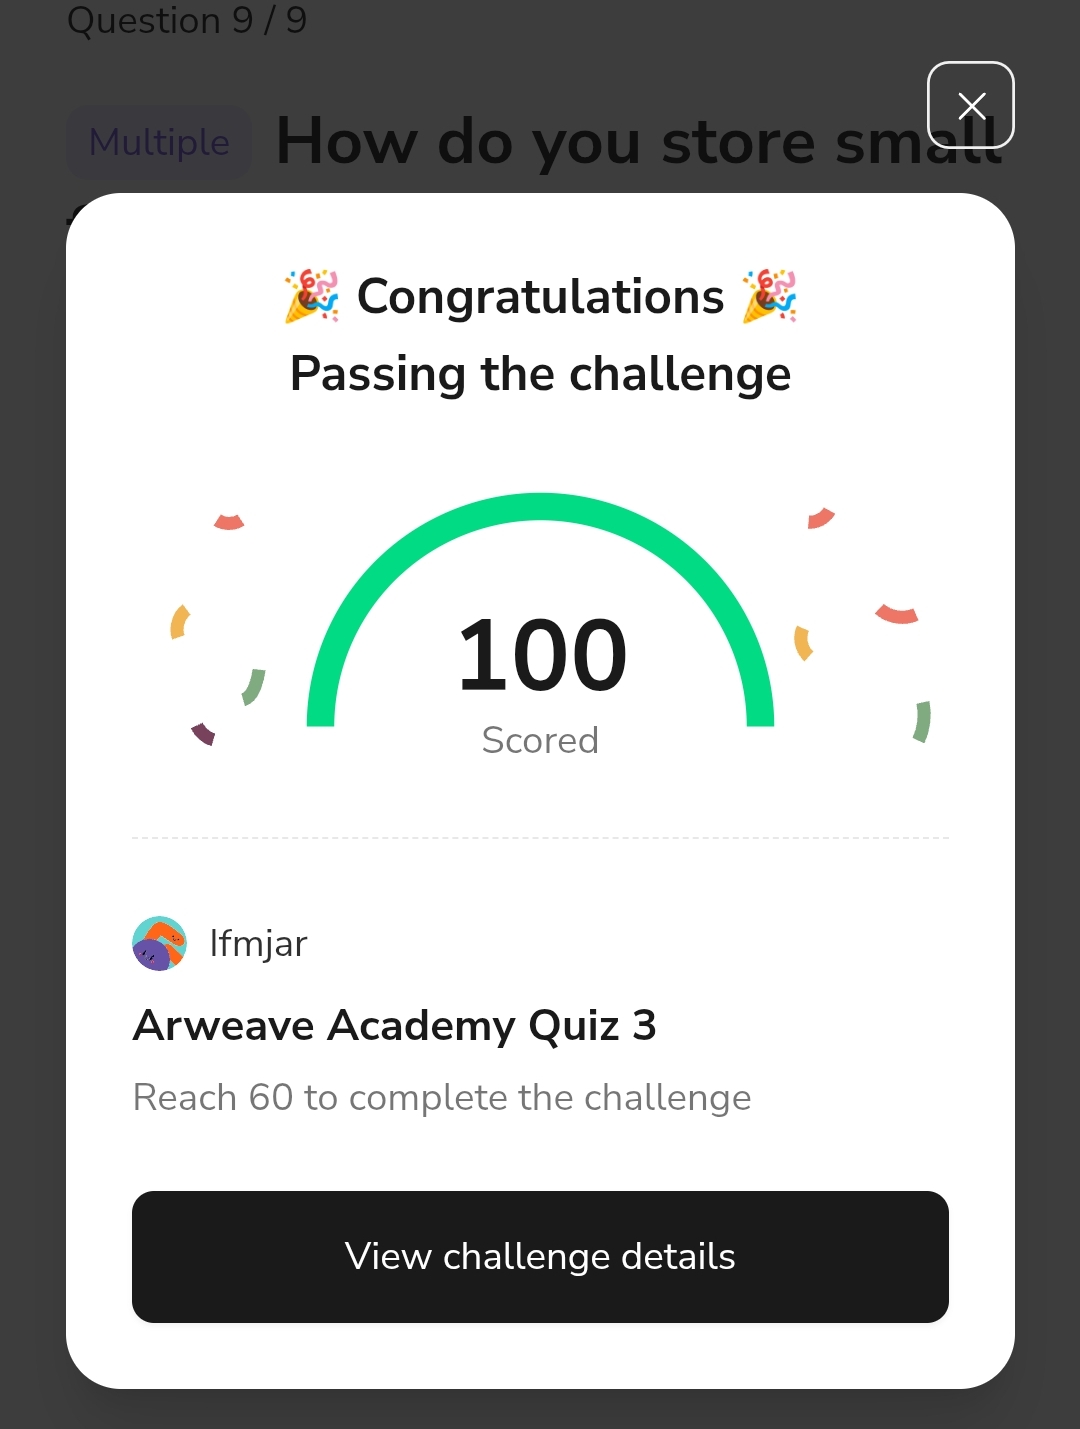 Question 9 / 9
Multiple How do you store small
🎉 Congratulations 🎉
Passing the challenge
100
Scored
lfmjar
Arweave Academy Quiz 3
Reach 60 to complete the challenge
View challenge details